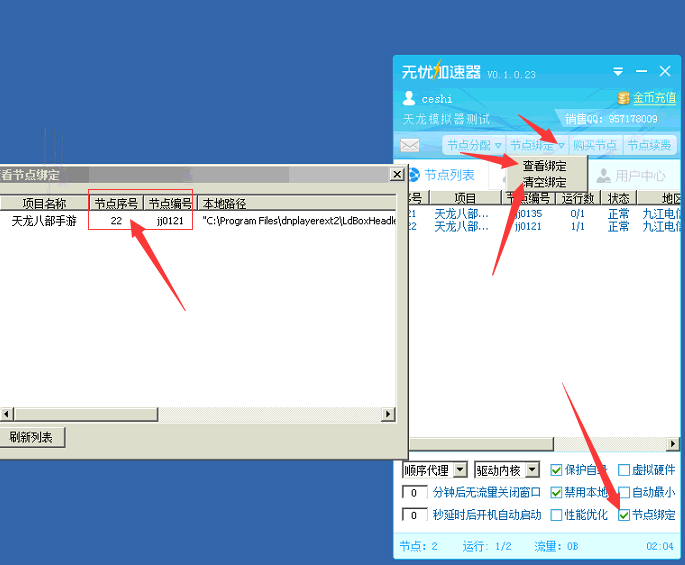 无忧加速器 V0.1.0.23
ceshi 金币充值
天龙模拟器测试 销售QQ: 957178009
节点分配 节点绑定 购买节点 节点续费
查看绑定
清空绑定
节点列表 用户中心
号 项目 节点编号 运行数 状态 地区
21 天龙八部... jj0135 0/1 正常 九江电信
22 天龙八部... jj0121 1/1 正常 九江电信
查看节点绑定
项目名称 节点序号 节点编号 本地路径
天龙八部手游 22 jj0121 "C:\Program Files\dnplayerext2\LdBoxHeadle
刷新列表
顺序代理 驱动内核 保护自身 虚拟硬件
0 分钟后无流量关闭窗口 禁用本地 自动最小
0 秒延时后开机自动启动 性能优化 节点绑定
节点: 2 运行: 1/2 流量: 0B 02:04